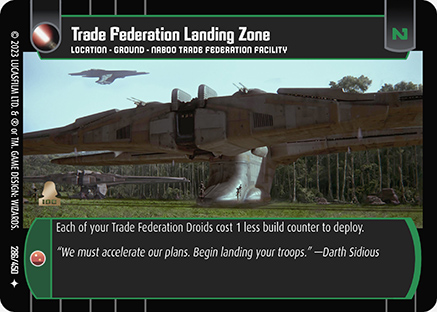 Trade Federation Landing Zone
LOCATION - GROUND - NABOO TRADE FEDERATION FACILITY
N
© 2023 LUCASFILM LTD. & ® or TM. GAME DESIGN: WIZARDS.
100
Each of your Trade Federation Droids cost 1 less build counter to deploy.
“We must accelerate our plans. Begin landing your troops.” —Darth Sidious